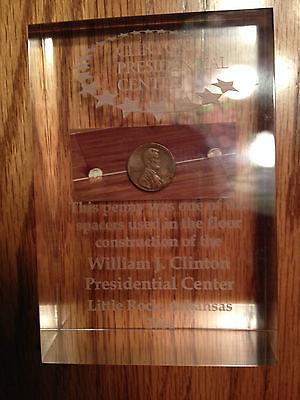 PRESIDENTIAL
CENTER
This penny was one of
spacers used in the floor
construction of the
William J. Clinton
Presidential Center
Little Rock, Arkansas